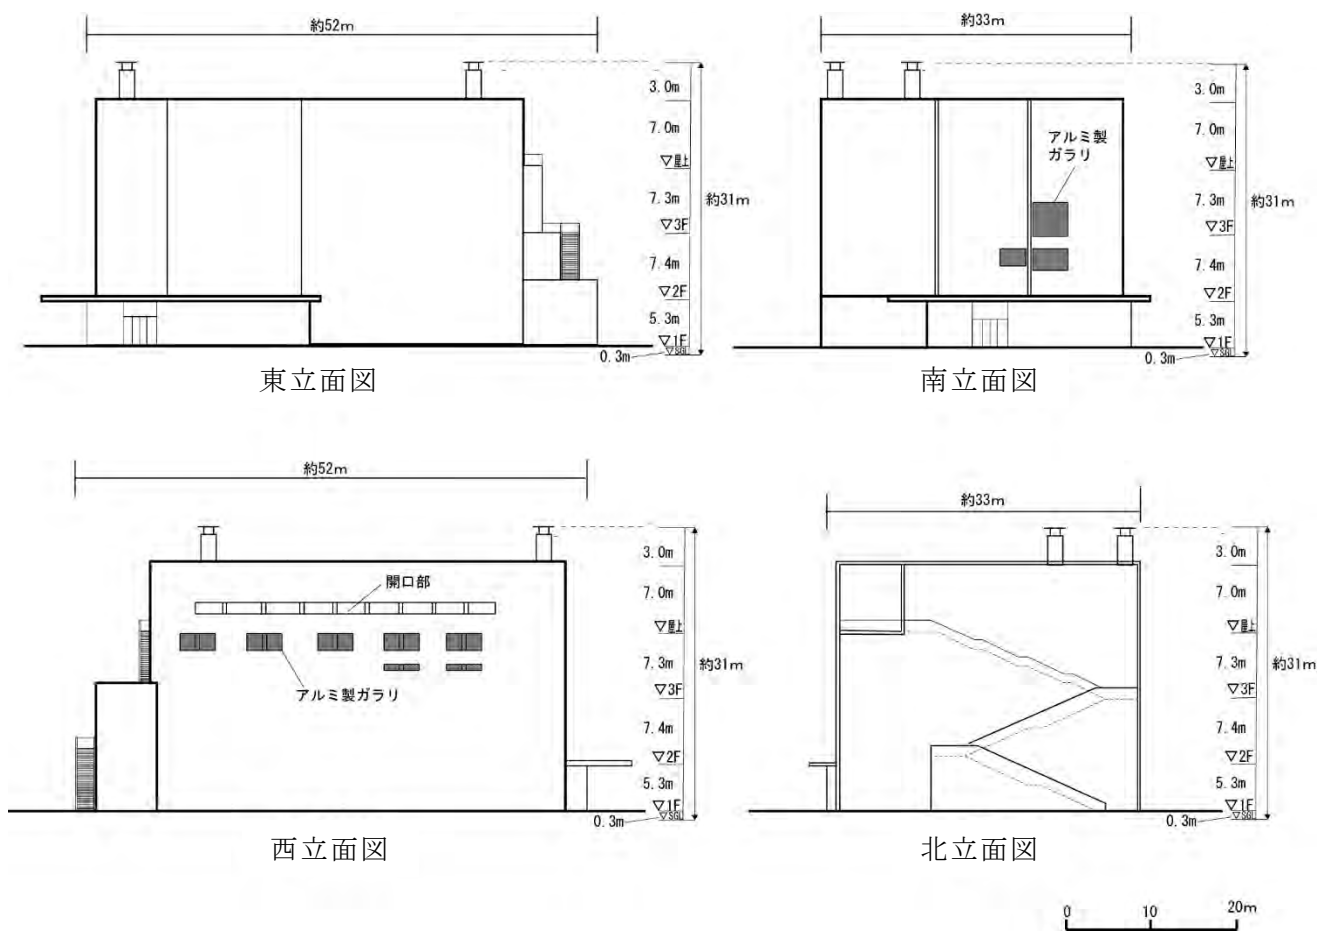 約52m
3.0m
7.0m
▽屋上
7.3m
▽3F
7.4m
▽2F
5.3m
▽1F
▽SGL
0.3m
約31m
東立面図
約33m
アルミ製
ガラリ
3.0m
7.0m
▽屋上
7.3m
▽3F
7.4m
▽2F
5.3m
▽1F
▽SGL
0.3m
約31m
南立面図
約52m
開口部
アルミ製ガラリ
3.0m
7.0m
▽屋上
7.3m
▽3F
7.4m
▽2F
5.3m
▽1F
▽SGL
0.3m
約31m
西立面図
約33m
3.0m
7.0m
▽屋上
7.3m
▽3F
7.4m
▽2F
5.3m
▽1F
▽SGL
0.3m
約31m
北立面図
0 10 20m